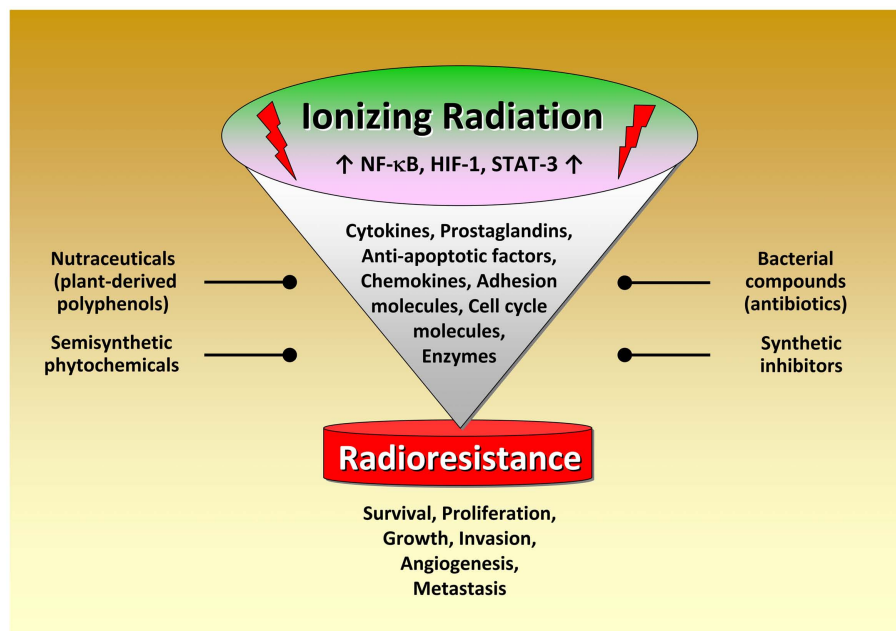 Ionizing Radiation
↑ NF-κB, HIF-1, STAT-3 ↑
Cytokines, Prostaglandins,
Anti-apoptotic factors,
Chemokines, Adhesion
molecules, Cell cycle
molecules,
Enzymes
Nutraceuticals
(plant-derived
polyphenols)
Semisynthetic
phytochemicals
Bacterial
compounds
(antibiotics)
Synthetic
inhibitors
Radioresistance
Survival, Proliferation,
Growth, Invasion,
Angiogenesis,
Metastasis